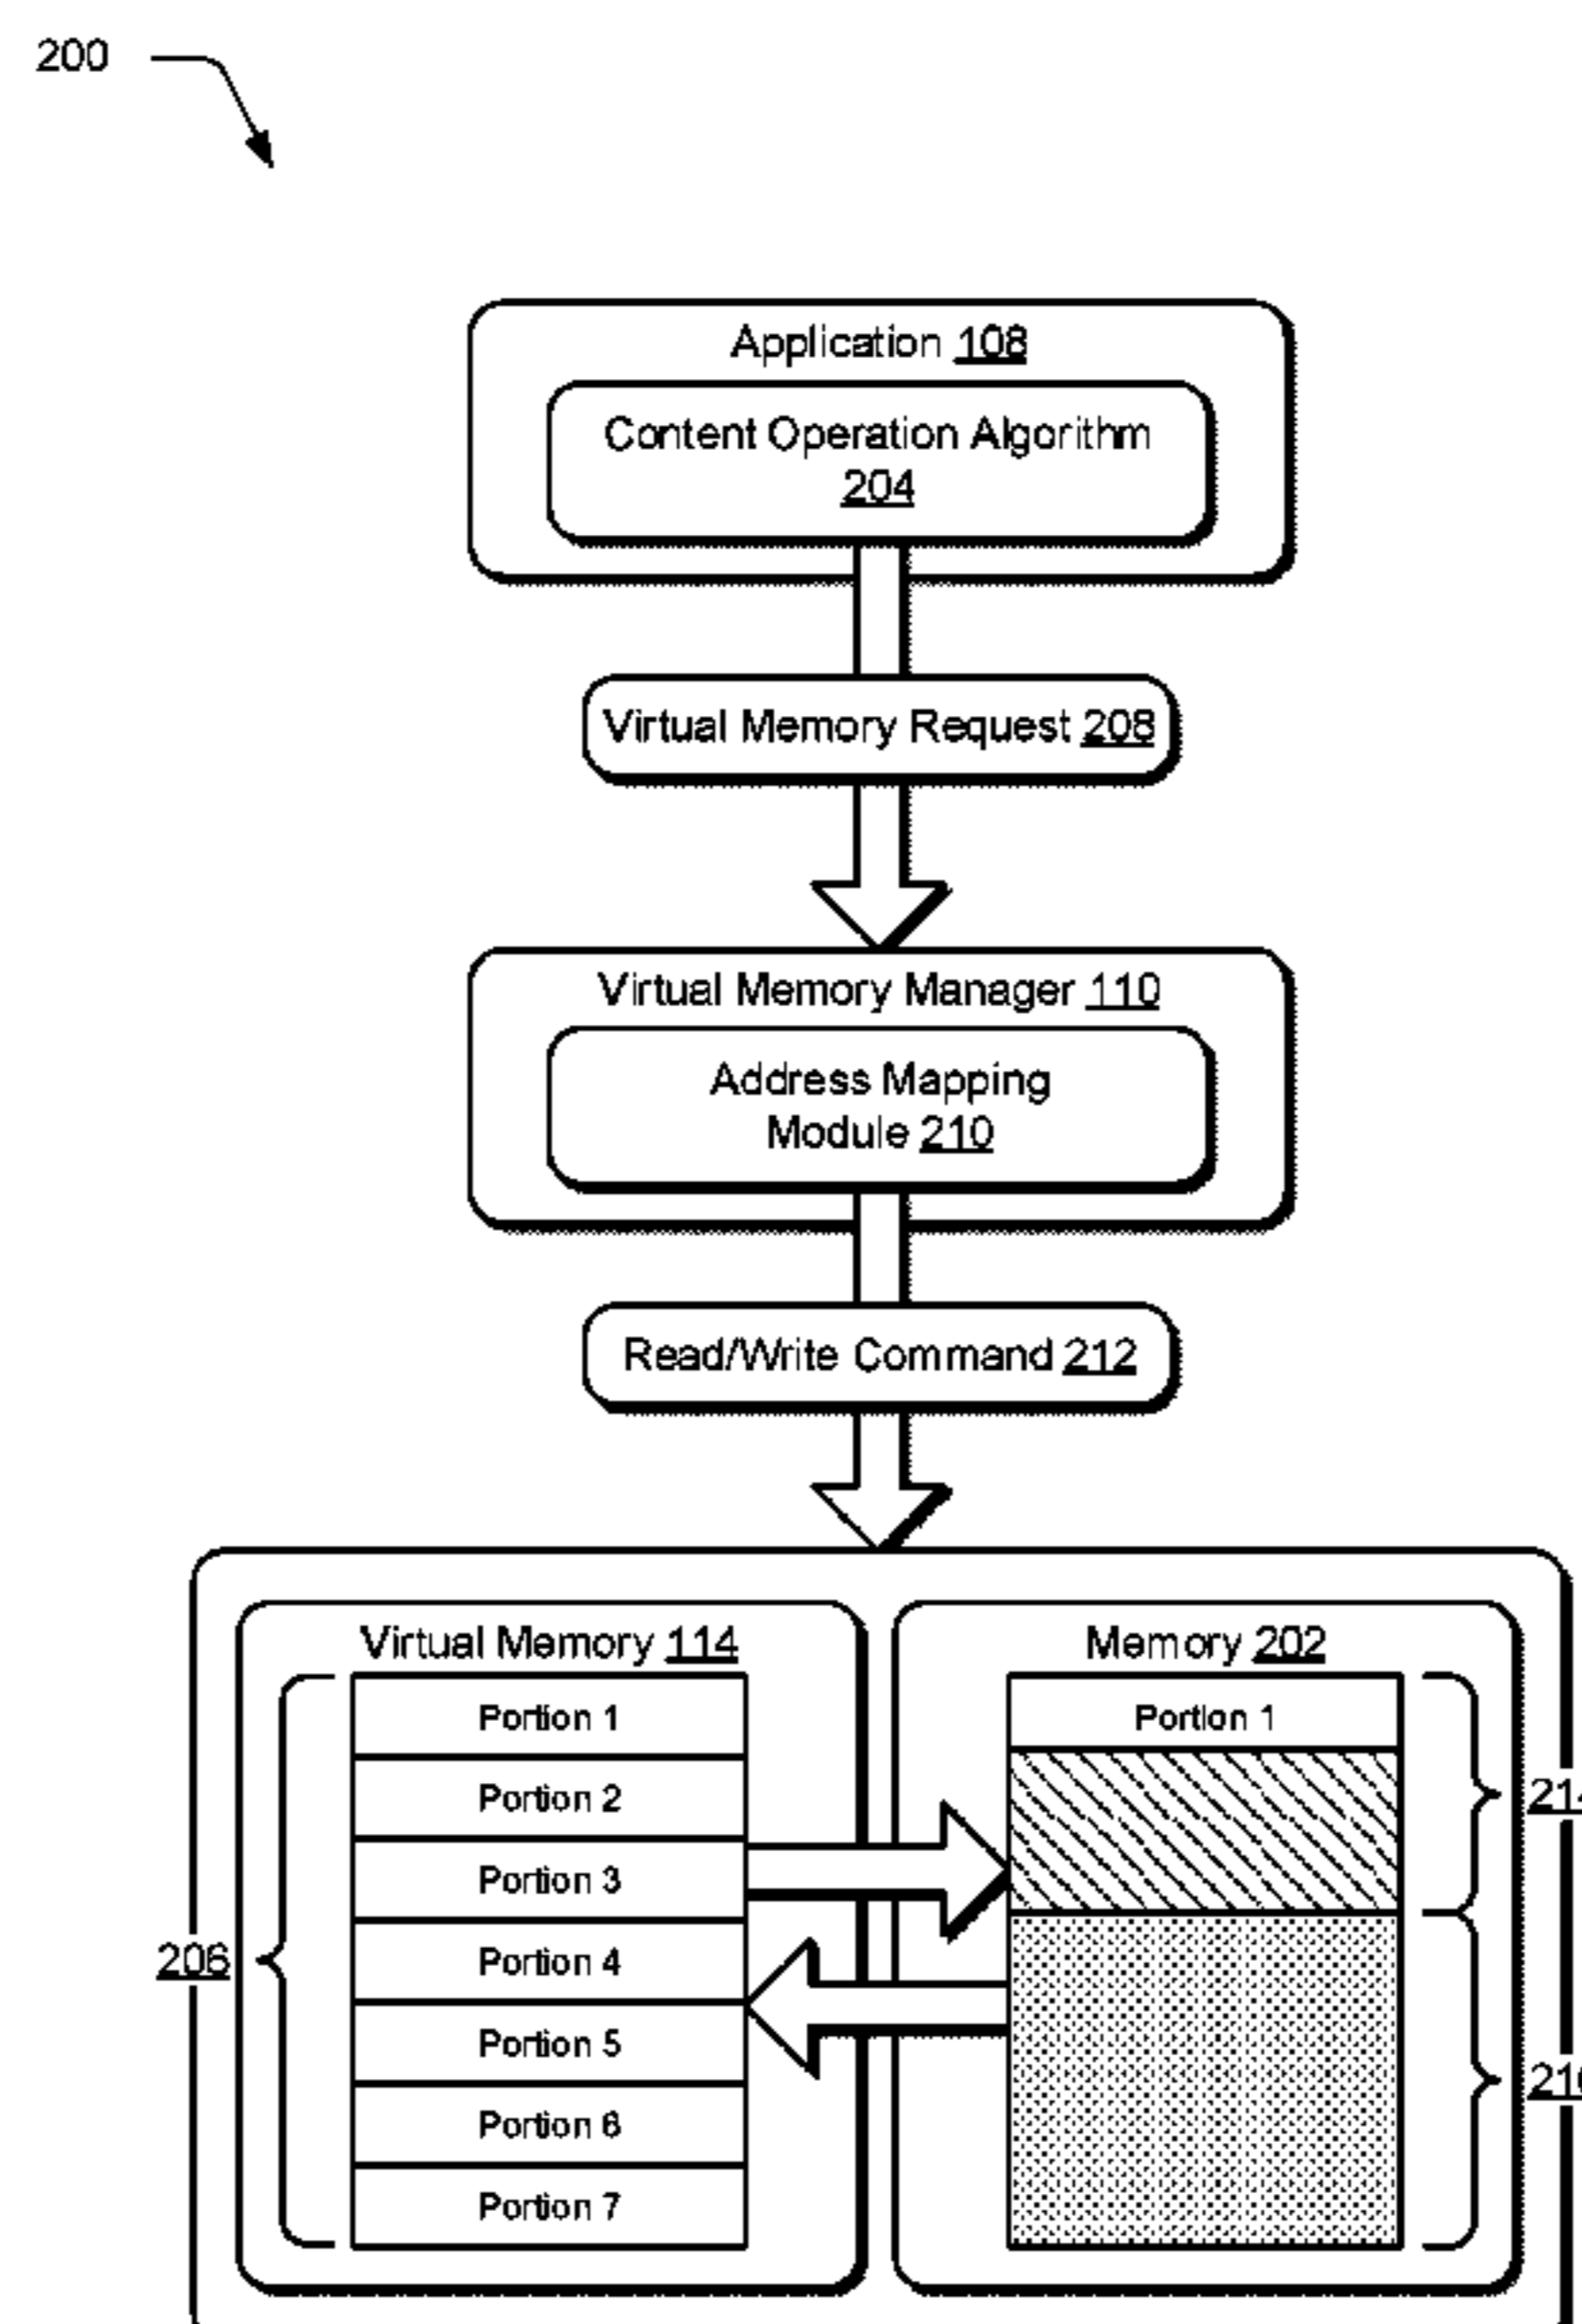 200
Application 108
Content Operation Algorithm
204
Virtual Memory Request 208
Virtual Memory Manager 110
Address Mapping
Module 210
Read/Write Command 212
Virtual Memory 114
Memory 202
Portion 1
Portion 1
Portion 2
Portion 3
Portion 4
Portion 5
Portion 6
Portion 7
206